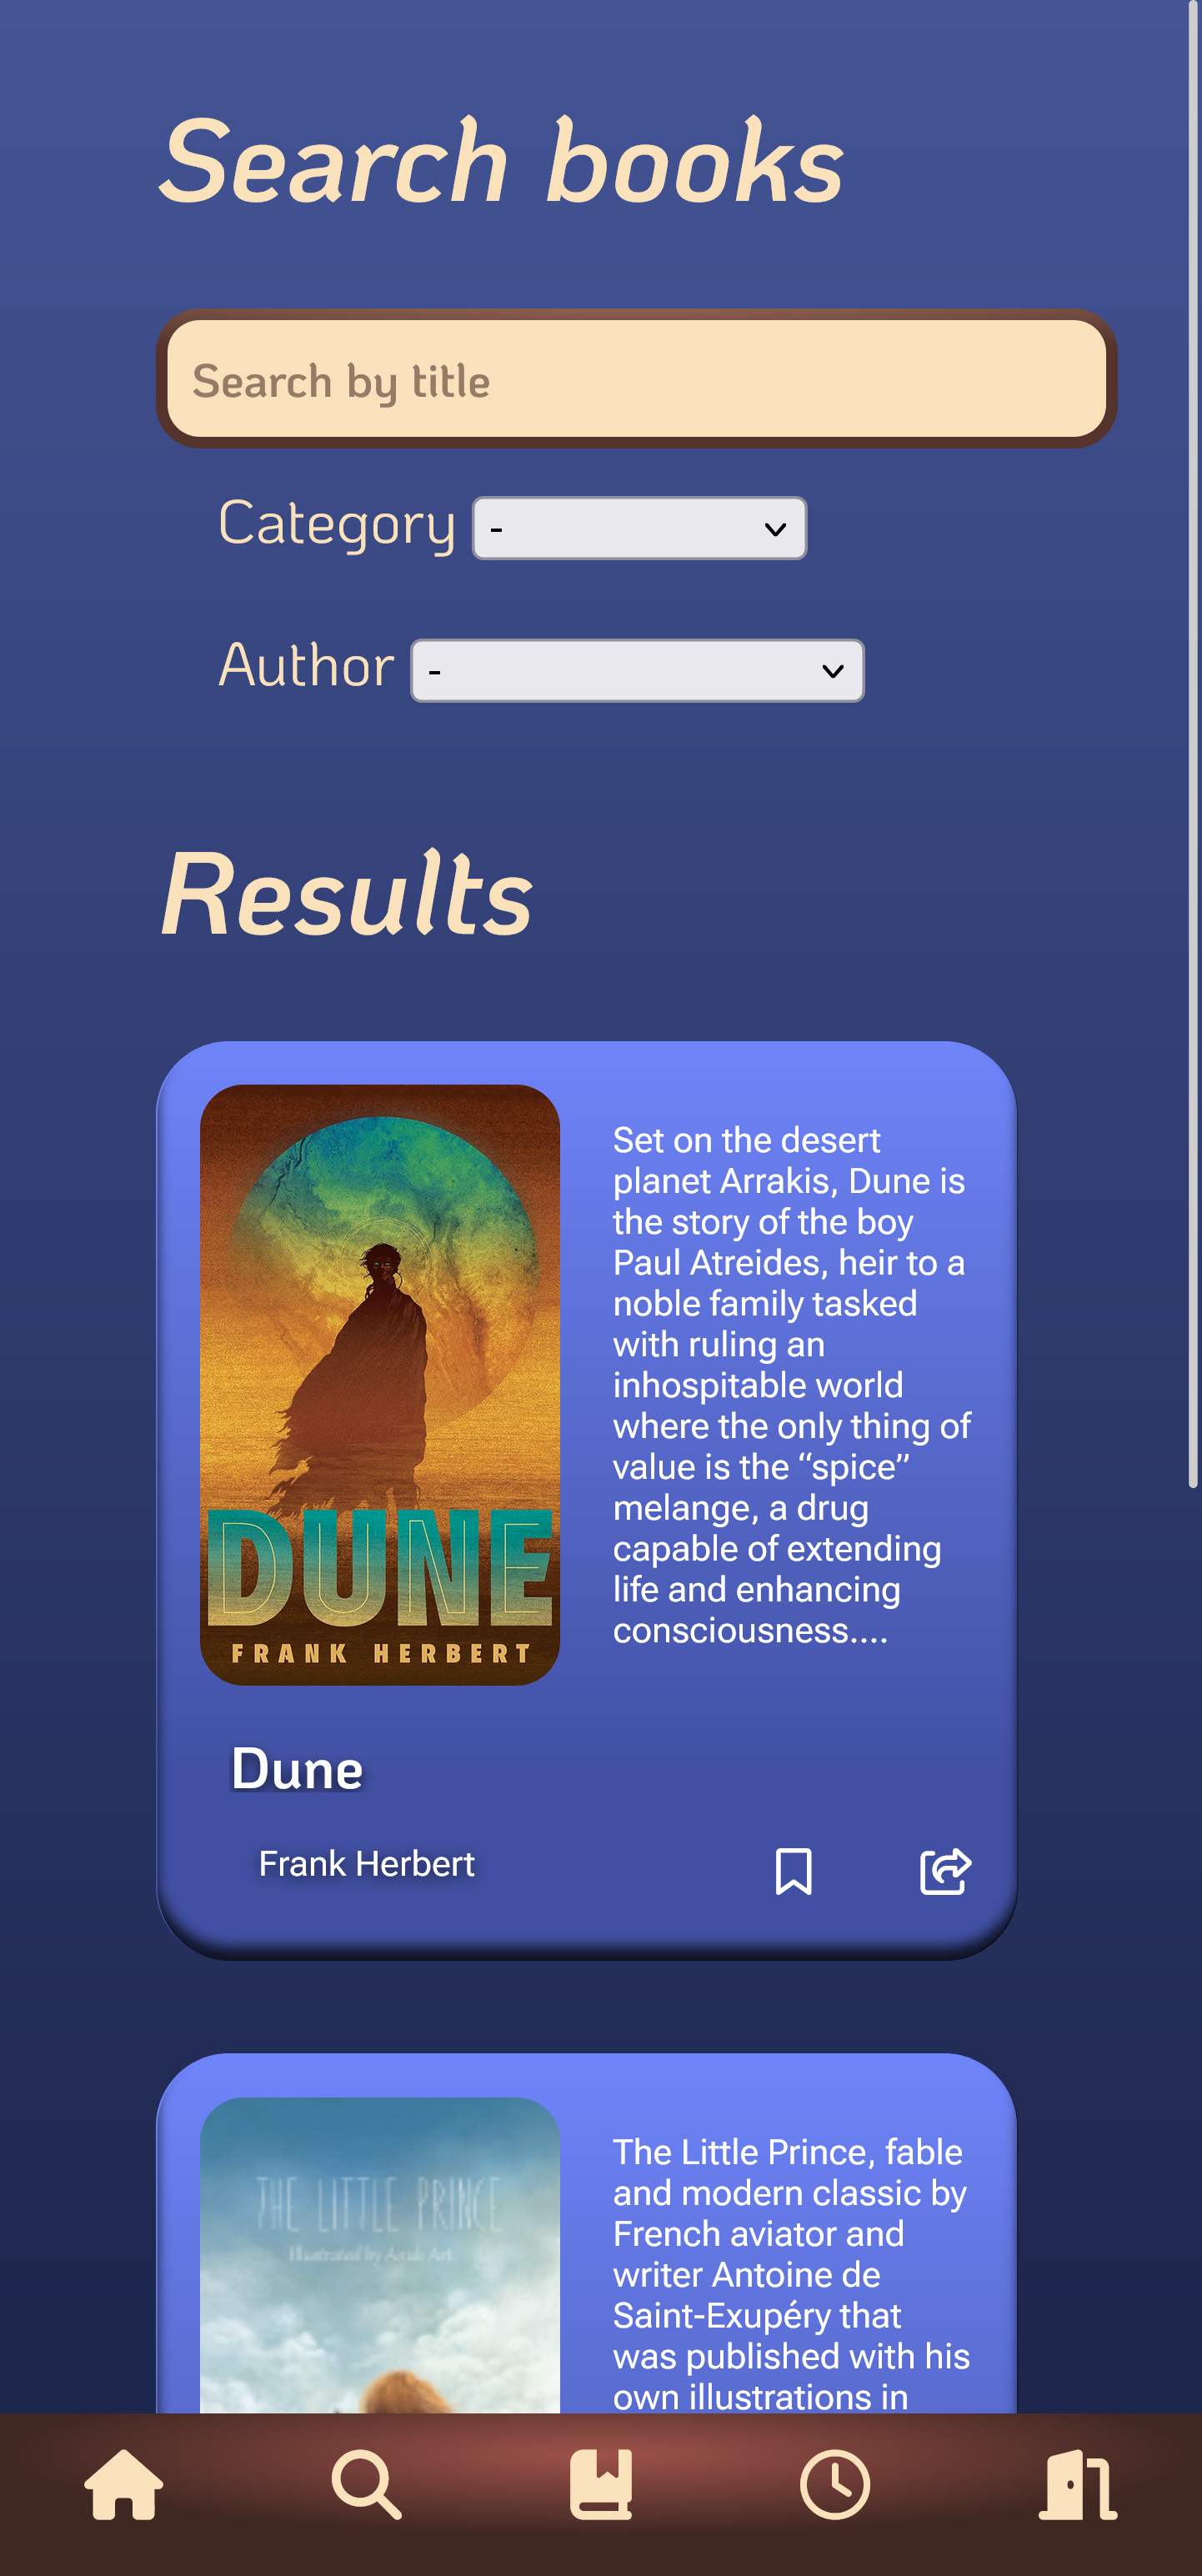 Search books
Search by title
Category -
Author -
Results
DUNE
FRANK HERBERT
Set on the desert
planet Arrakis, Dune is
the story of the boy
Paul Atreides, heir to a
noble family tasked
with ruling an
inhospitable world
where the only thing of
value is the “spice”
melange, a drug
capable of extending
life and enhancing
consciousness....
Dune
Frank Herbert
THE LITTLE PRINCE
Illustrated by
The Little Prince, fable
and modern classic by
French aviator and
writer Antoine de
Saint-Exupéry that
was published with his
own illustrations in